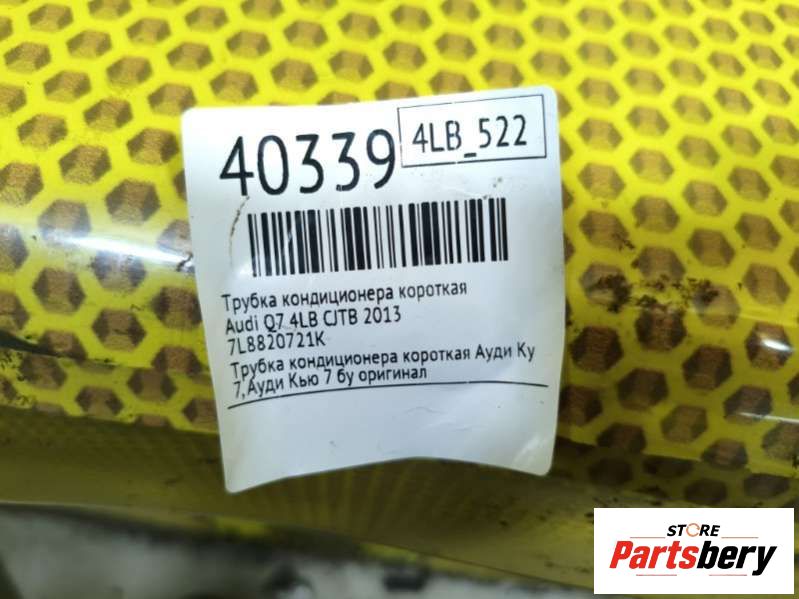 40339
4LB_522
Трубка кондиционера короткая
Audi Q7 4LB CJTB 2013
7L8820721K
Трубка кондиционера короткая Ауди Ку
7,Ауди Кью 7 бу оригинал
STORE
Partsbery